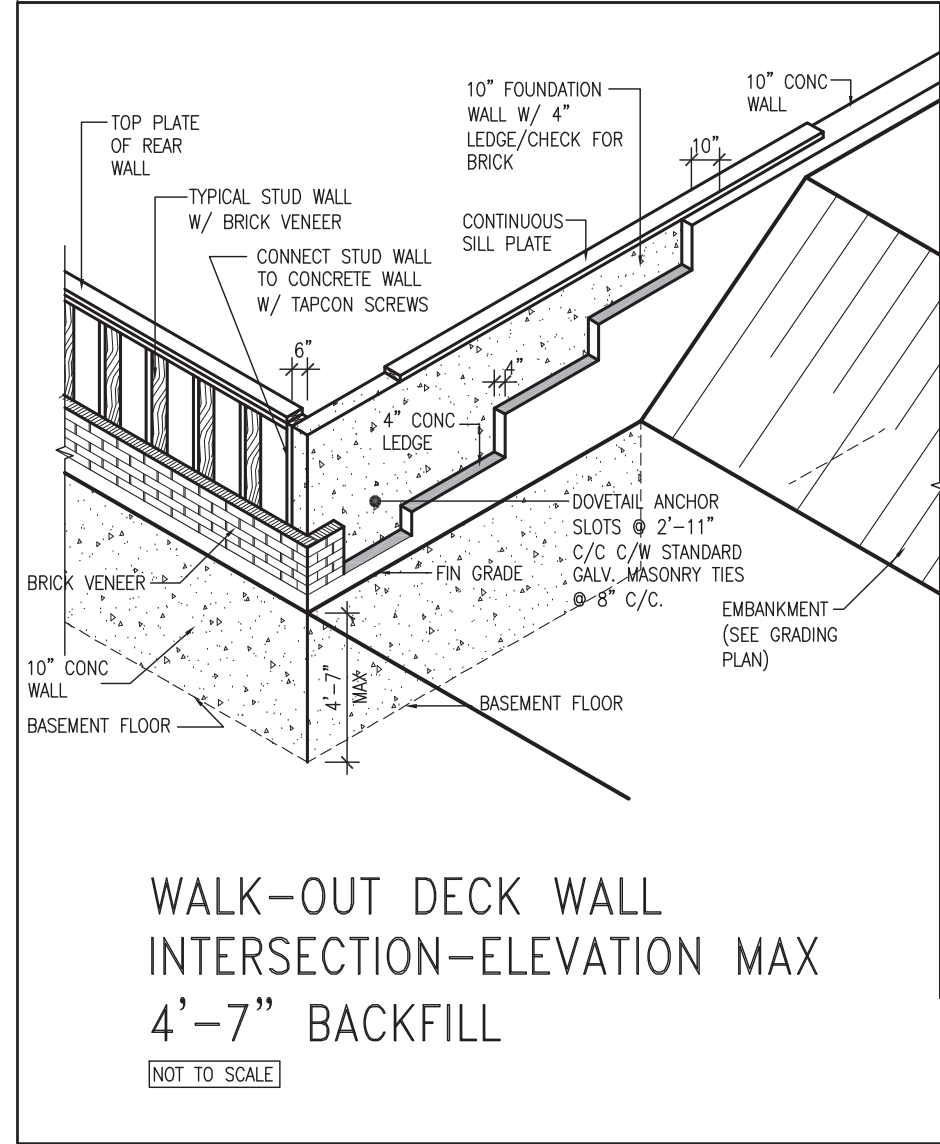 10” FOUNDATION
WALL W/ 4”
LEDGE/CHECK FOR
BRICK
10” CONC
WALL
TOP PLATE
OF REAR
WALL
10”
TYPICAL STUD WALL
W/ BRICK VENEER
CONTINUOUS
SILL PLATE
CONNECT STUD WALL
TO CONCRETE WALL
W/ TAPCON SCREWS
6”
4”
4” CONC
LEDGE
DOVETAIL ANCHOR
SLOTS @ 2’-11”
C/C C/W STANDARD
GALV. MASONRY TIES
@ 8” C/C.
BRICK VENEER
FIN GRADE
EMBANKMENT
(SEE GRADING
PLAN)
10” CONC
WALL
4’-7”
MAX
BASEMENT FLOOR
BASEMENT FLOOR
WALK-OUT DECK WALL
INTERSECTION-ELEVATION MAX
4’-7” BACKFILL
NOT TO SCALE